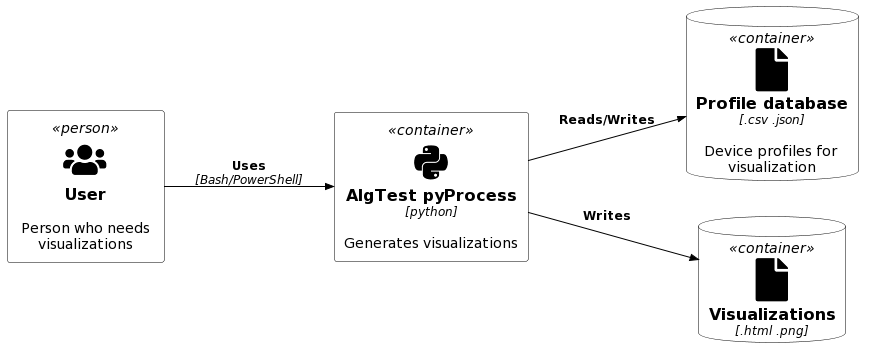 «person»
User
Person who needs
visualizations
Uses
[Bash/PowerShell]
«container»
AlgTest pyProcess
[python]
Generates visualizations
Reads/Writes
Writes
«container»
Profile database
[.csv .json]
Device profiles for
visualization
«container»
Visualizations
[.html .png]